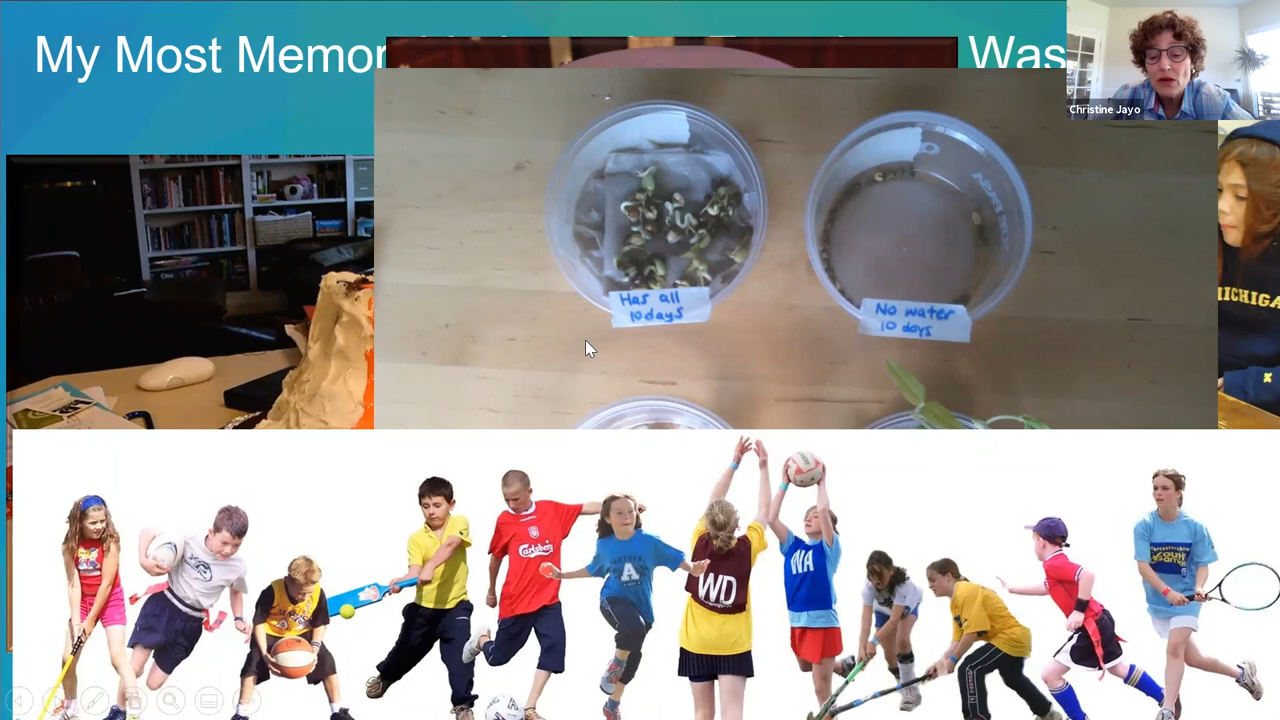 My Most Memor
Was
Christine Jayo
MICHIGA
Has all
10 days
No water
10 days
Carlsberg
A
WD
WA